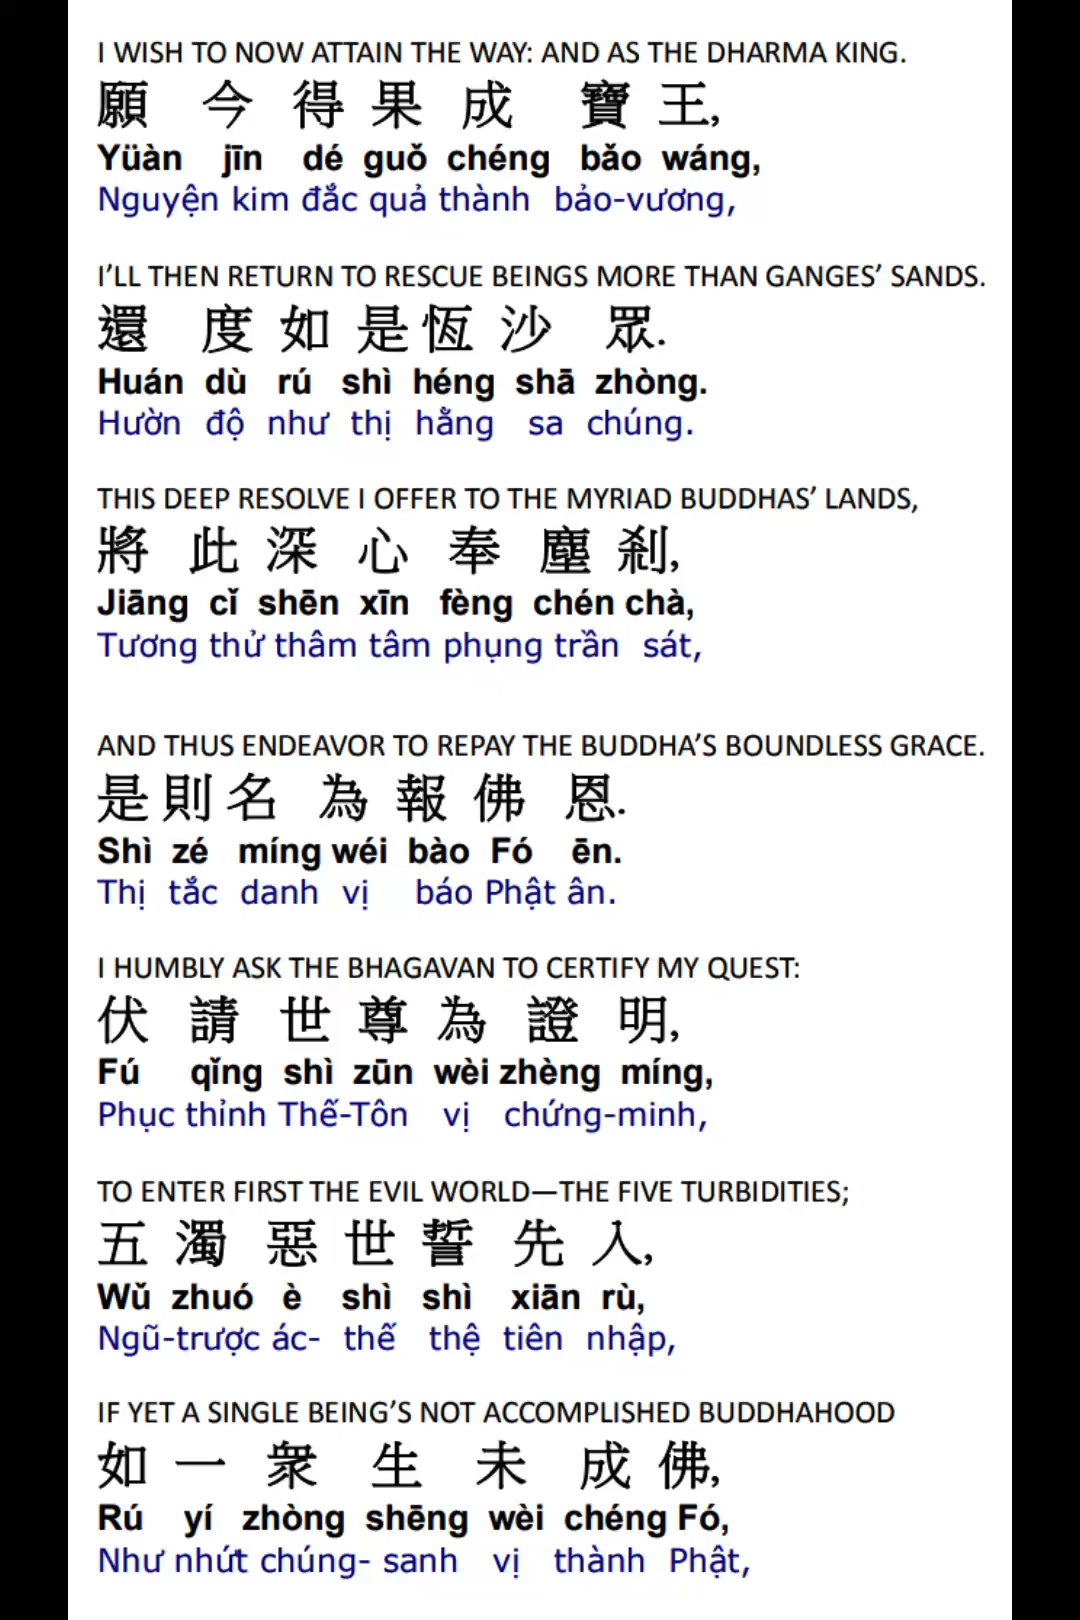 I WISH TO NOW ATTAIN THE WAY: AND AS THE DHARMA KING.
願 今 得 果 成 寶 王,
Yüàn jīn dé guǒ chéng bǎo wáng,
Nguyện kim đắc quả thành bảo-vương,
I’LL THEN RETURN TO RESCUE BEINGS MORE THAN GANGES’ SANDS.
還 度 如 是 恆 沙 眾.
Huán dù rú shì héng shā zhòng.
Hườn độ như thị hằng sa chúng.
THIS DEEP RESOLVE I OFFER TO THE MYRIAD BUDDHAS’ LANDS,
將 此 深 心 奉 塵 剎,
Jiāng cǐ shēn xīn fèng chén chà,
Tương thử thâm tâm phụng trần sát,
AND THUS ENDEAVOR TO REPAY THE BUDDHA’S BOUNDLESS GRACE.
是 則 名 為 報 佛 恩.
Shì zé míng wéi bào Fó ēn.
Thị tắc danh vị báo Phật ân.
I HUMBLY ASK THE BHAGAVAN TO CERTIFY MY QUEST:
伏 請 世 尊 為 證 明,
Fú qǐng shì zūn wèi zhèng míng,
Phục thỉnh Thế-Tôn vị chứng-minh,
TO ENTER FIRST THE EVIL WORLD—THE FIVE TURBIDITIES;
五 濁 惡 世 誓 先 入,
Wǔ zhuó è shì shì xiān rù,
Ngũ-trược ác- thế thệ tiên nhập,
IF YET A SINGLE BEING’S NOT ACCOMPLISHED BUDDHAHOOD
如 一 衆 生 未 成 佛,
Rú yí zhòng shēng wèi chéng Fó,
Như nhứt chúng- sanh vị thành Phật,